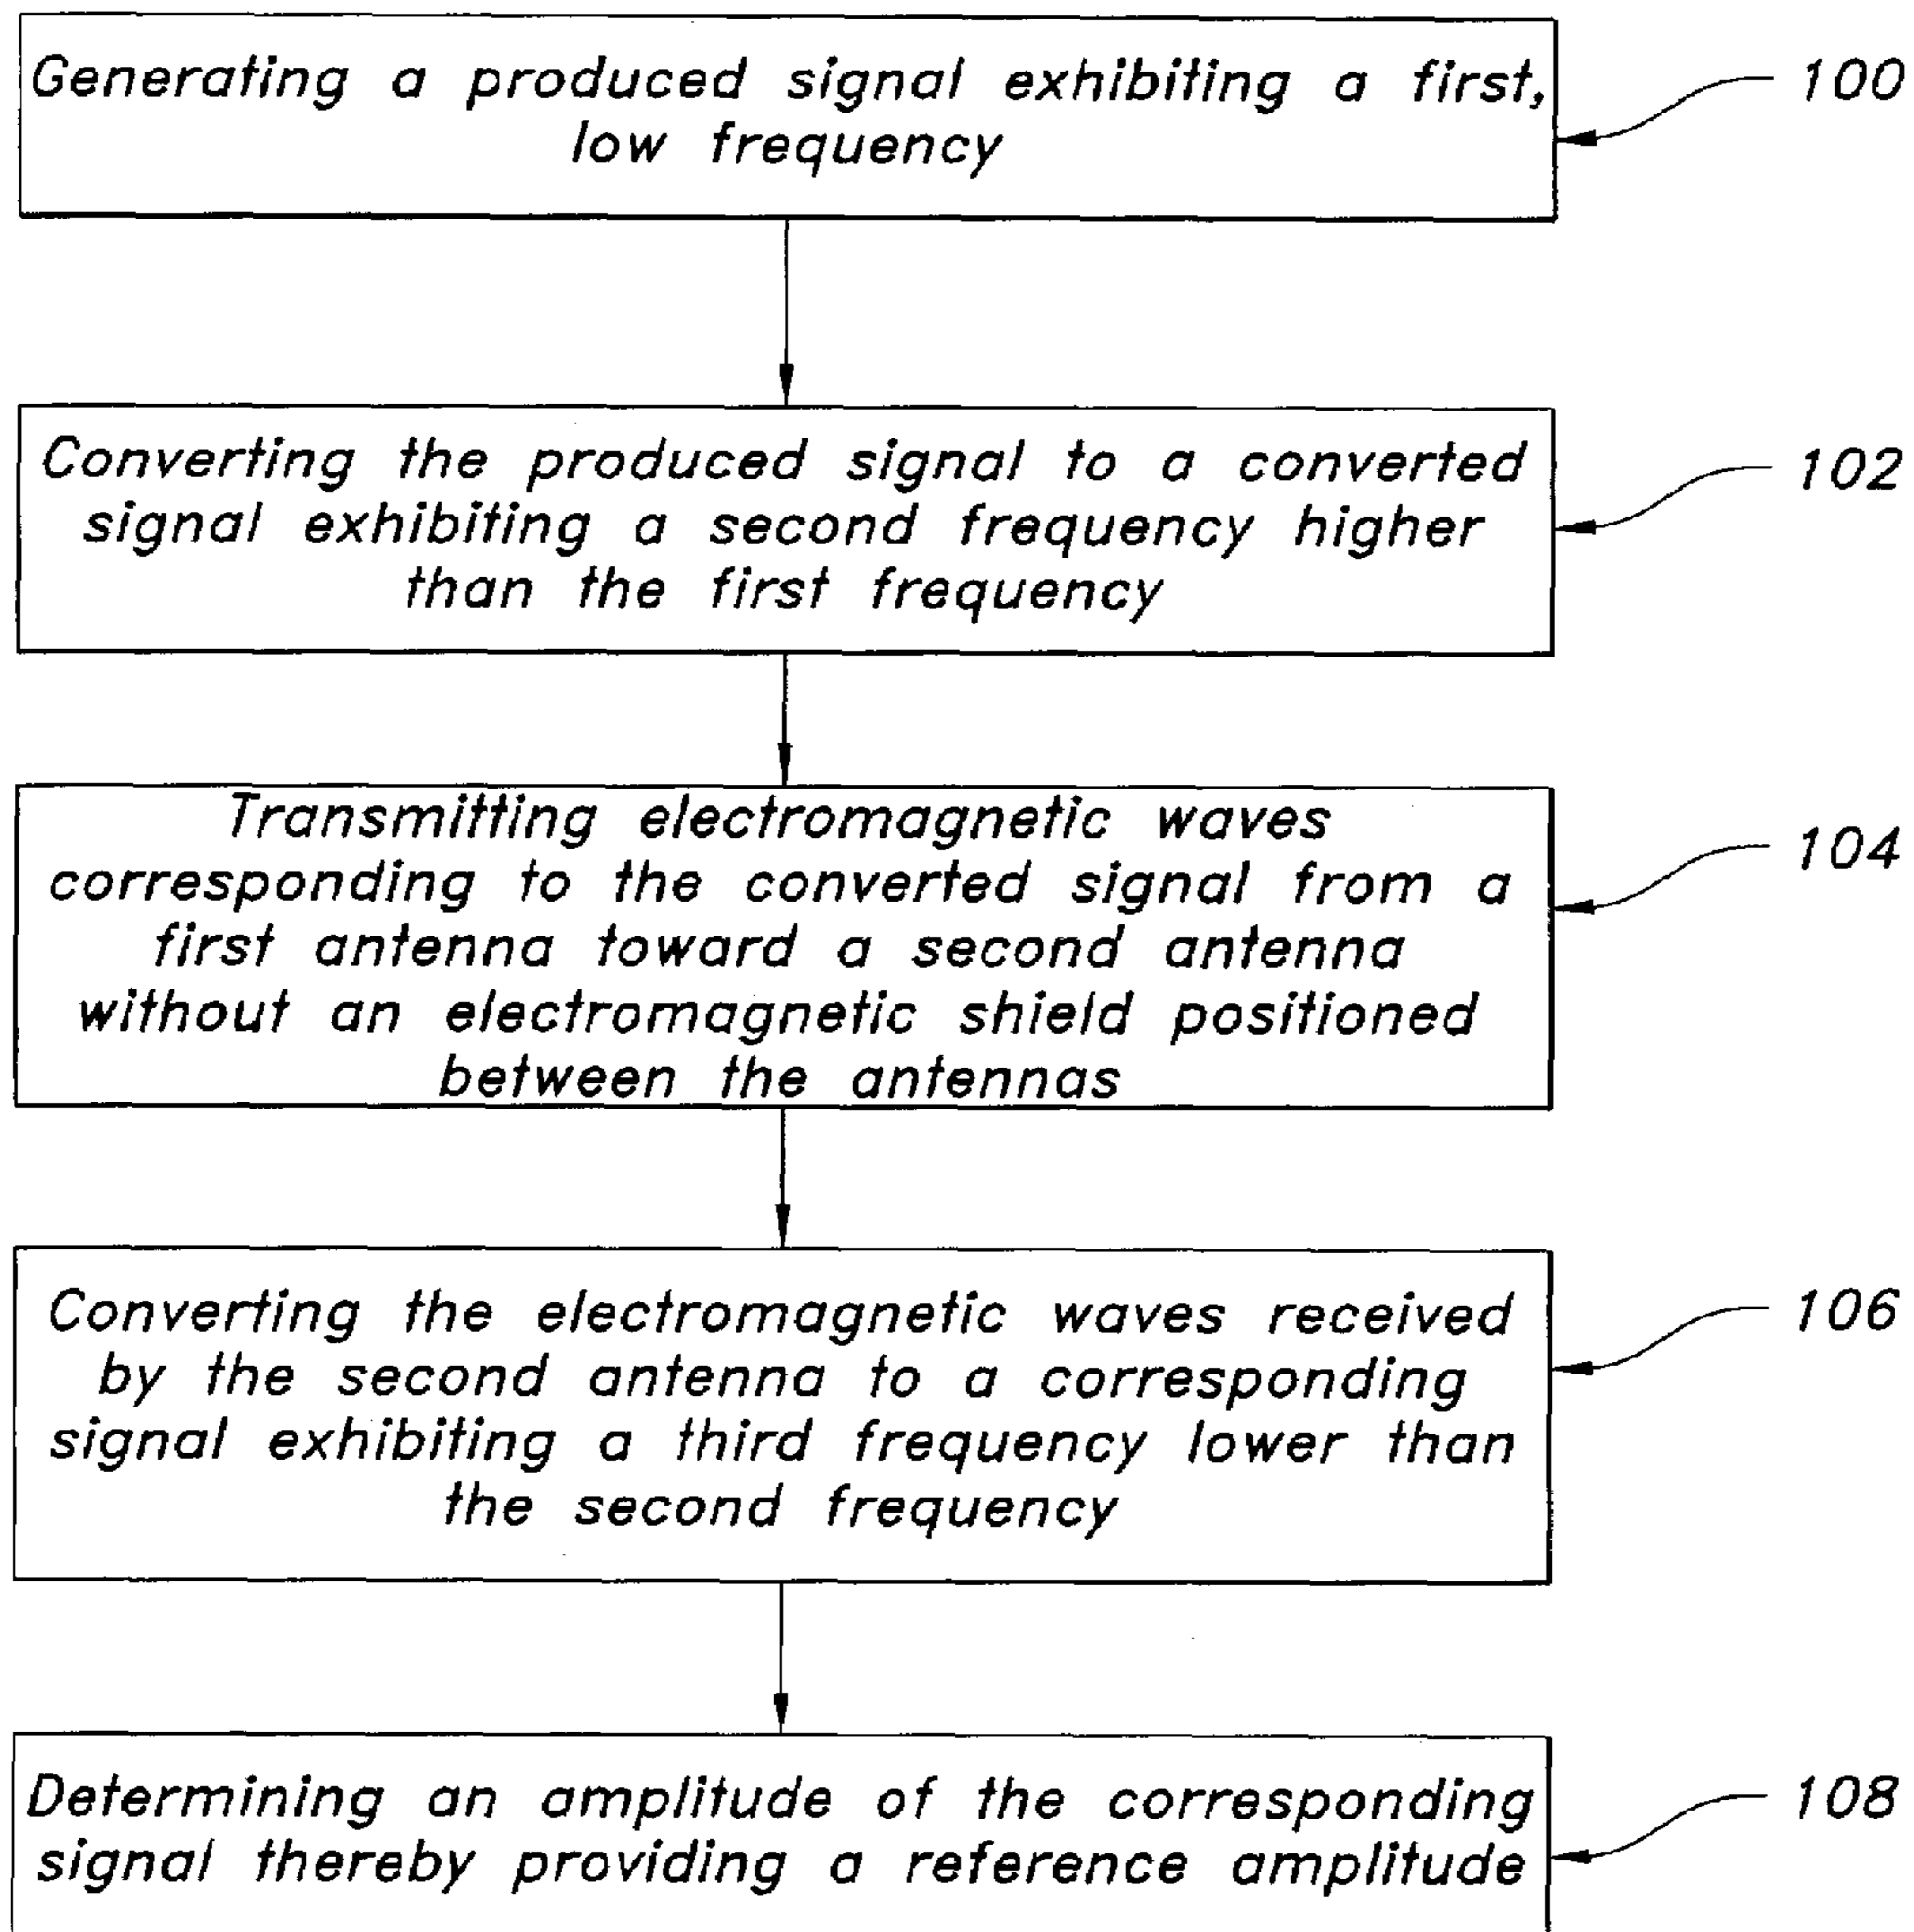 Generating a produced signal exhibiting a first,
low frequency
100
Converting the produced signal to a converted
signal exhibiting a second frequency higher
than the first frequency
102
Transmitting electromagnetic waves
corresponding to the converted signal from a
first antenna toward a second antenna
without an electromagnetic shield positioned
between the antennas
104
Converting the electromagnetic waves received
by the second antenna to a corresponding
signal exhibiting a third frequency lower than
the second frequency
106
Determining an amplitude of the corresponding
signal thereby providing a reference amplitude
108